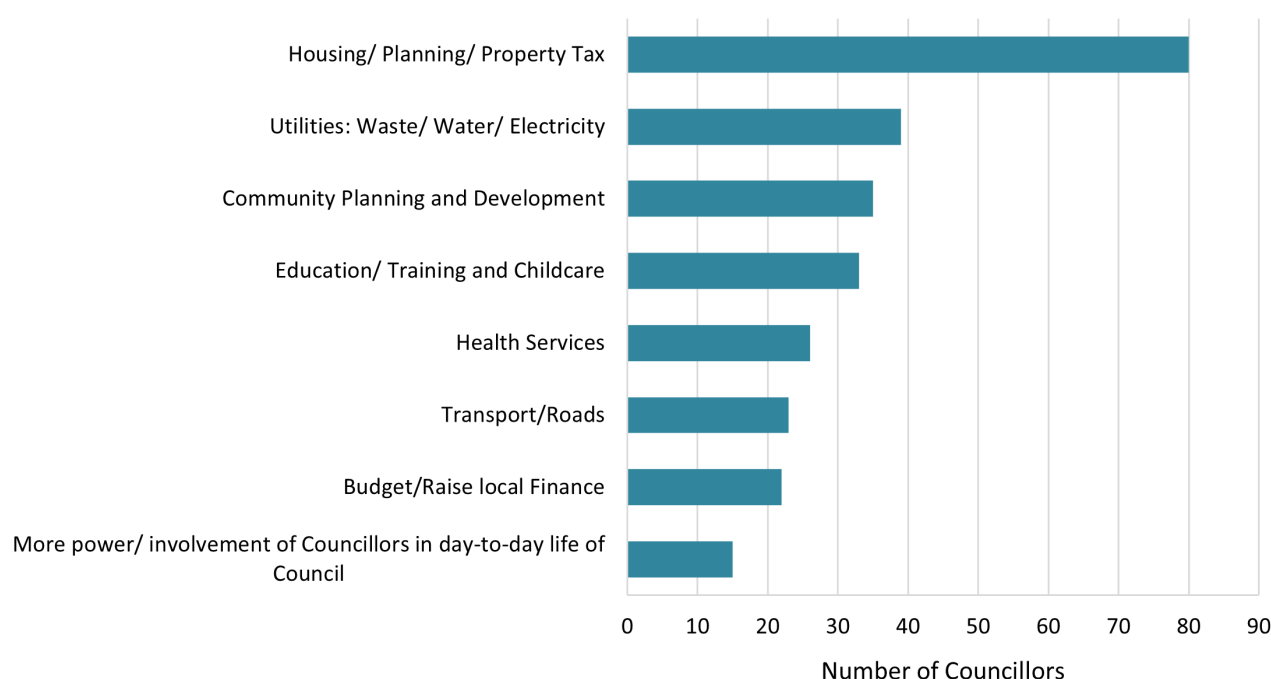 Housing/ Planning/ Property Tax
Utilities: Waste/ Water/ Electricity
Community Planning and Development
Education/ Training and Childcare
Health Services
Transport/Roads
Budget/Raise local Finance
More power/ involvement of Councillors in day-to-day life of
Council
0 10 20 30 40 50 60 70 80 90
Number of Councillors